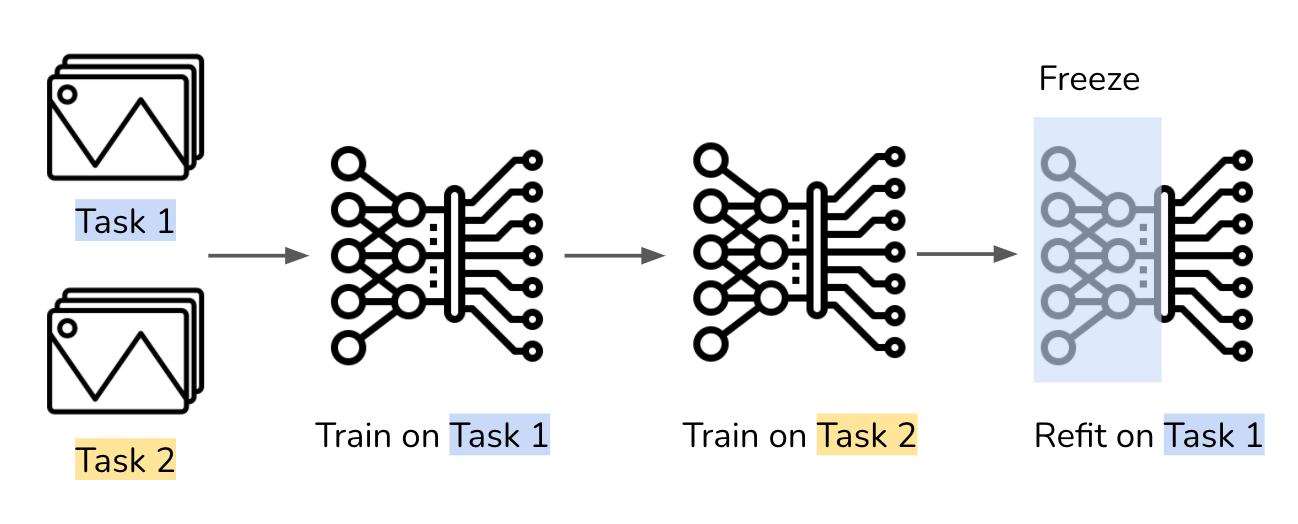 Freeze
Task 1
Task 2
Train on Task 1
Train on Task 2
Refit on Task 1